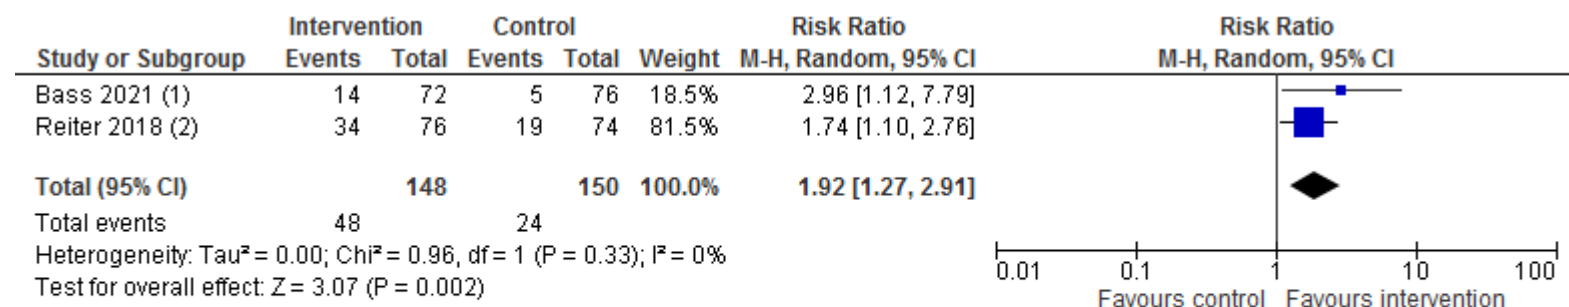 Intervention Control Risk Ratio Risk Ratio
Study or Subgroup Events Total Events Total Weight M-H, Random, 95% CI M-H, Random, 95% CI
Bass 2021 (1) 14 72 5 76 18.5% 2.96 [1.12, 7.79]
Reiter 2018 (2) 34 76 19 74 81.5% 1.74 [1.10, 2.76]
Total (95% CI) 148 150 100.0% 1.92 [1.27, 2.91]
Total events 48 24
Heterogeneity: Tau² = 0.00; Chi² = 0.96, df = 1 (P = 0.33); I² = 0%
Test for overall effect: Z = 3.07 (P = 0.002)
0.01 0.1 1 10 100
Favours control Favours intervention